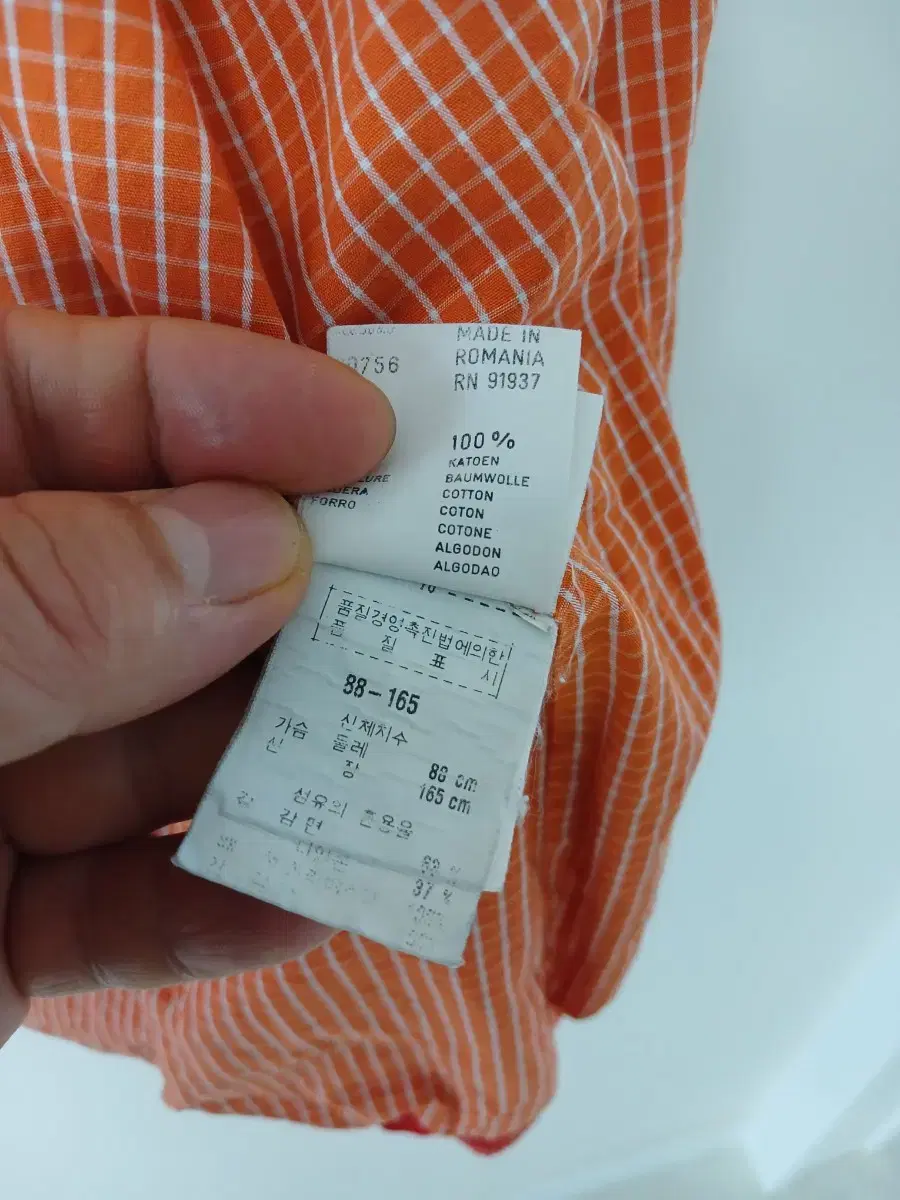 0756
MADE IN
ROMANIA
RN 91937
100%
KATOEN
BAUMWOLLE
COTTON
COTON
COTONE
ALGODON
ALGODAO
FORRO
품질경영촉진법에의한
품 질 표 시
88-165
신체치수
가슴 둘레 88 cm
신 장 165 cm
섬유의 혼용율
겉 감 면
37 %